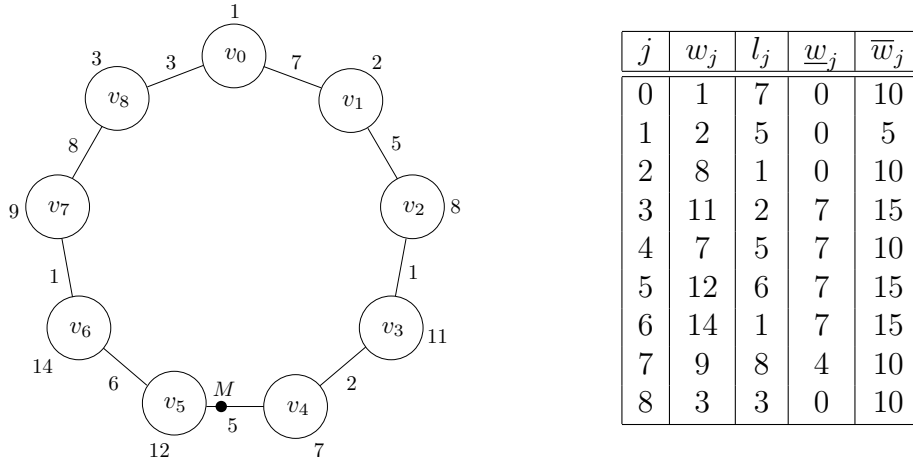 1
3 3 v₀ 7 2
v₈ v₁
8 5
9 v₇ v₂ 8
1 1
v₆ v₃ 11
14 6 M 2
v₅ 5 v₄
12 7
j w_j l_j \underline{w}_j \overline{w}_j
0 1 7 0 10
1 2 5 0 5
2 8 1 0 10
3 11 2 7 15
4 7 5 7 10
5 12 6 7 15
6 14 1 7 15
7 9 8 4 10
8 3 3 0 10